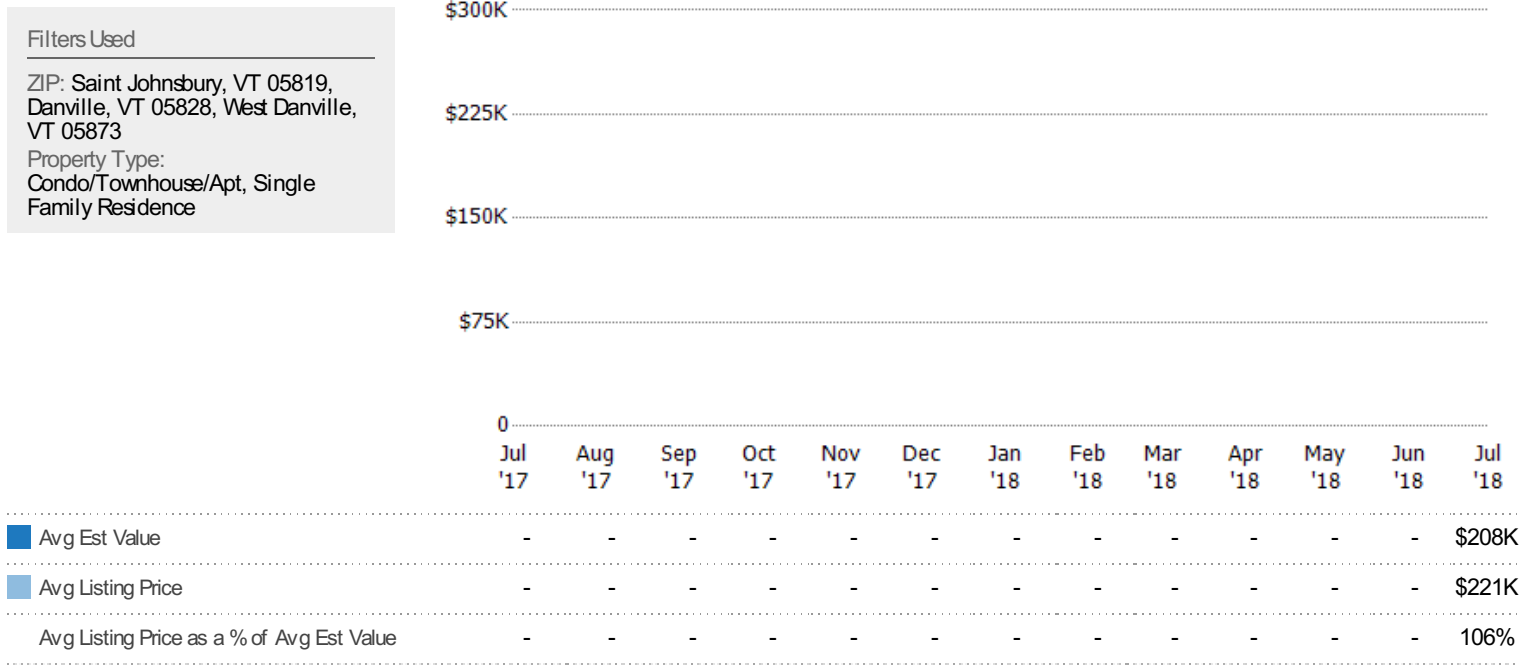 Filters Used
ZIP: Saint Johnsbury, VT 05819,
Danville, VT 05828, West Danville,
VT 05873
Property Type:
Condo/Townhouse/Apt, Single
Family Residence
$300K
$225K
$150K
$75K
0
Jul Aug Sep Oct Nov Dec Jan Feb Mar Apr May Jun Jul
'17 '17 '17 '17 '17 '17 '18 '18 '18 '18 '18 '18 '18
Avg Est Value - - - - - - - - - - - - $208K
Avg Listing Price - - - - - - - - - - - - $221K
Avg Listing Price as a % of Avg Est Value - - - - - - - - - - - - 106%